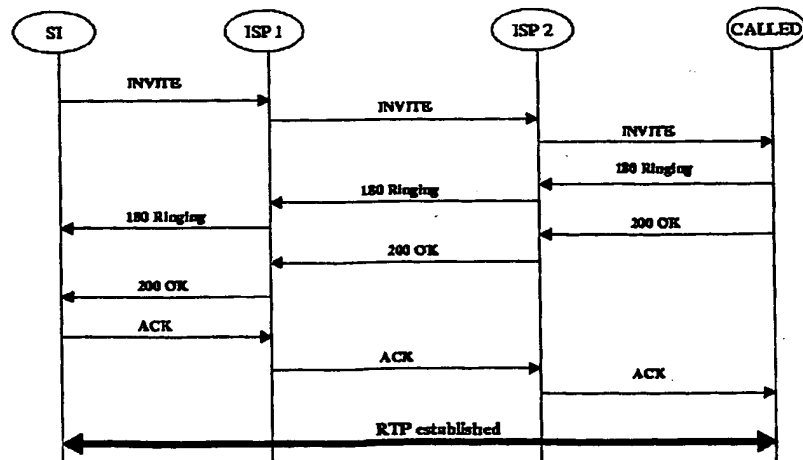 SI
ISP 1
ISP 2
CALLED
INVITE
INVITE
INVITE
180 Ringing
180 Ringing
180 Ringing
200 OK
200 OK
200 OK
ACK
ACK
ACK
RTP established